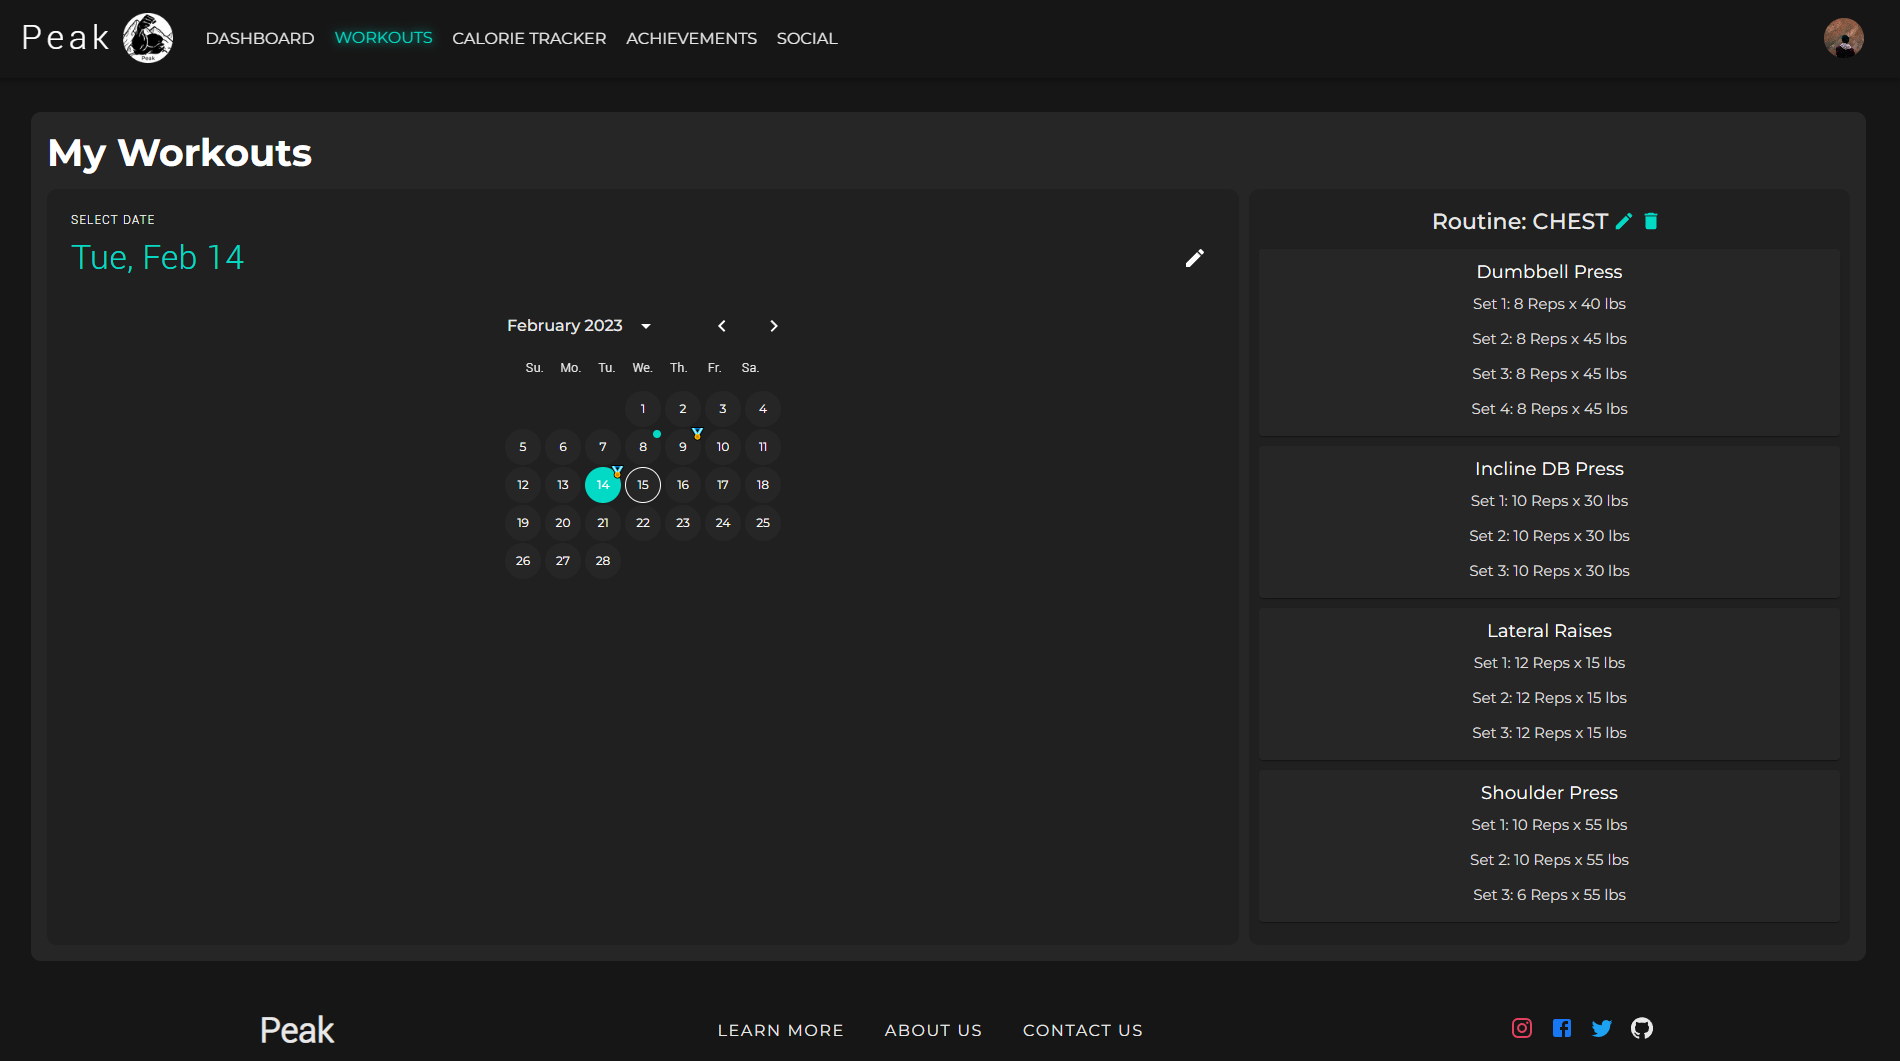 Peak
Peak
DASHBOARD
WORKOUTS
CALORIE TRACKER
ACHIEVEMENTS
SOCIAL
My Workouts
SELECT DATE
Tue, Feb 14
February 2023
Su. Mo. Tu. We. Th. Fr. Sa.
1 2 3 4
5 6 7 8 9 10 11
12 13 14 15 16 17 18
19 20 21 22 23 24 25
26 27 28
Routine: CHEST
Dumbbell Press
Set 1: 8 Reps x 40 lbs
Set 2: 8 Reps x 45 lbs
Set 3: 8 Reps x 45 lbs
Set 4: 8 Reps x 45 lbs
Incline DB Press
Set 1: 10 Reps x 30 lbs
Set 2: 10 Reps x 30 lbs
Set 3: 10 Reps x 30 lbs
Lateral Raises
Set 1: 12 Reps x 15 lbs
Set 2: 12 Reps x 15 lbs
Set 3: 12 Reps x 15 lbs
Shoulder Press
Set 1: 10 Reps x 55 lbs
Set 2: 10 Reps x 55 lbs
Set 3: 6 Reps x 55 lbs
Peak
LEARN MORE
ABOUT US
CONTACT US